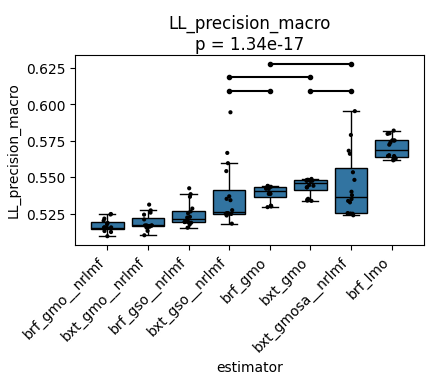 LL_precision_macro
p = 1.34e-17
LL_precision_macro
0.625
0.600
0.575
0.550
0.525
brf_gmo__nrlmf
bxt_gmo__nrlmf
brf_gso__nrlmf
bxt_gso__nrlmf
brf_gmo
bxt_gmo
bxt_gmosa__nrlmf
brf_lmo
estimator